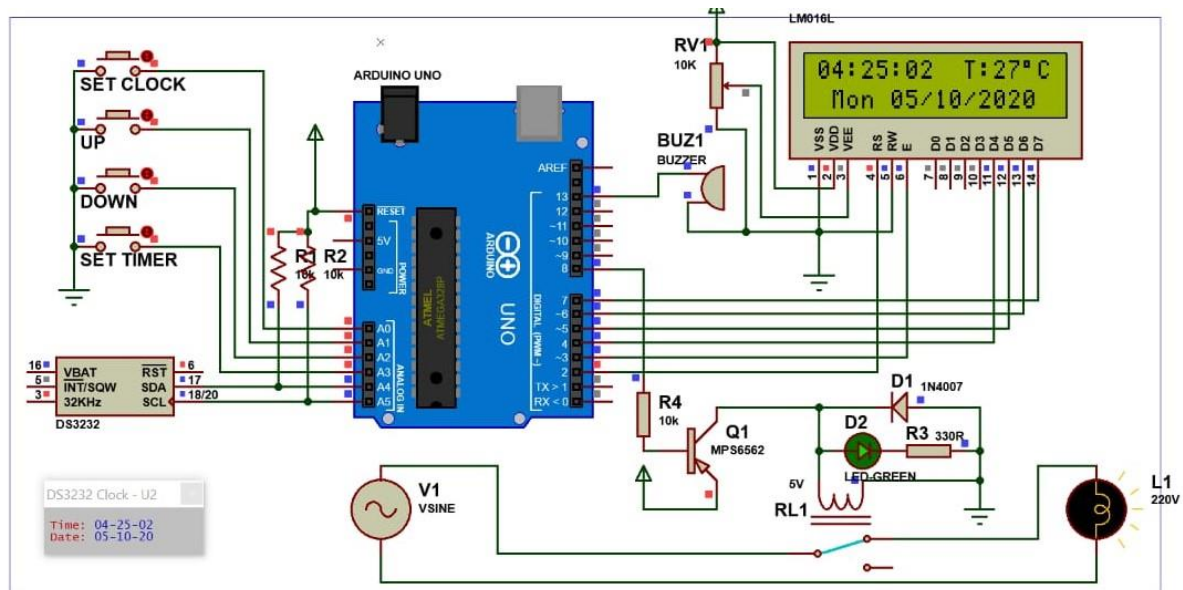 SET CLOCK
UP
DOWN
SET TIMER
R1
10k
R2
10k
16
VBAT
RST
6
5
INT/SQW
SDA
17
3
32KHz
SCL
18/20
DS3232
DS3232 Clock - U2
Time: 04-25-02
Date: 05-10-20
ARDUINO UNO
RESET
5V
GND
POWER
A0
A1
A2
A3
A4
A5
ANALOG IN
ATMEL
ATMEGA328P
ARDUINO
UNO
AREF
13
12
~11
~10
~9
8
7
~6
~5
4
~3
2
TX > 1
RX < 0
DIGITAL (PWM ~)
RV1
10K
BUZ1
BUZZER
LM016L
04:25:02 T:27°C
Mon 05/10/2020
VSS
VDD
VEE
RS
RW
E
D0
D1
D2
D3
D4
D5
D6
D7
1
2
3
4
5
6
7
8
9
10
11
12
13
14
R4
10k
Q1
MPS6562
D1
1N4007
D2
LED-GREEN
R3 330R
5V
RL1
V1
VSINE
L1
220V